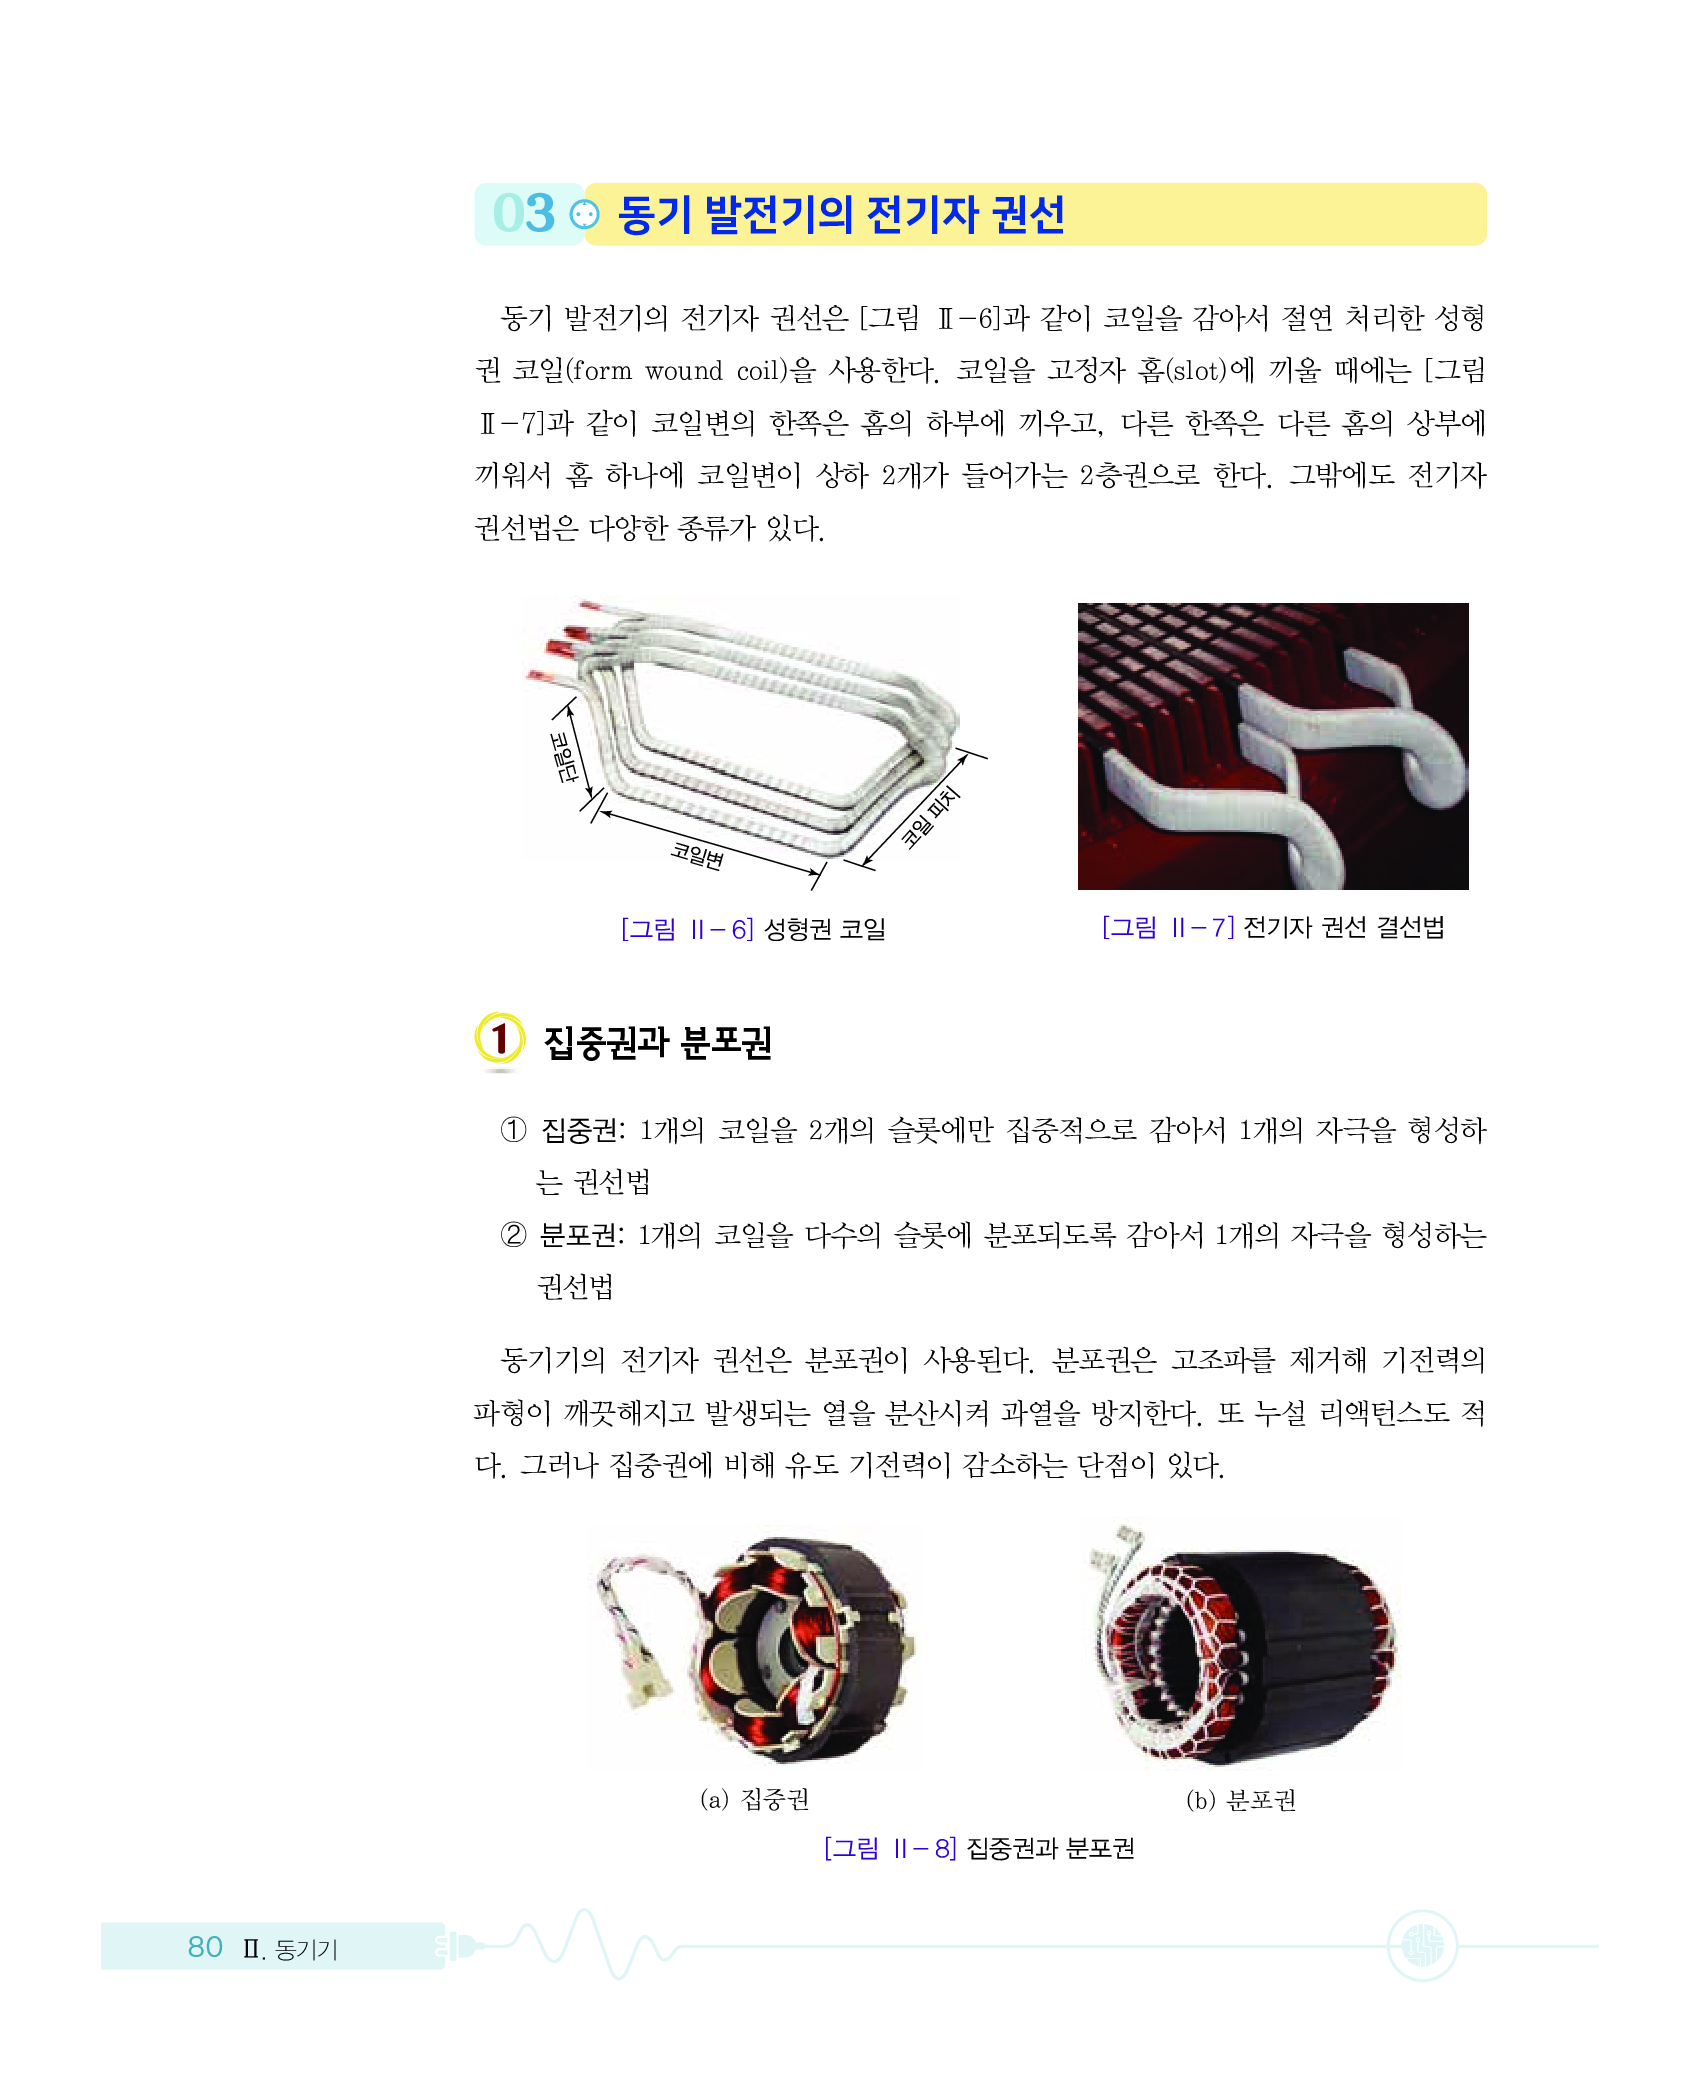 03 동기 발전기의 전기자 권선
동기 발전기의 전기자 권선은 [그림 Ⅱ-6]과 같이 코일을 감아서 절연 처리한 성형
권 코일(form wound coil)을 사용한다. 코일을 고정자 홈(slot)에 끼울 때에는 [그림
Ⅱ-7]과 같이 코일변의 한쪽은 홈의 하부에 끼우고, 다른 한쪽은 다른 홈의 상부에
끼워서 홈 하나에 코일변이 상하 2개가 들어가는 2층권으로 한다. 그밖에도 전기자
권선법은 다양한 종류가 있다.
코일단
코일변
코일 피치
[그림 Ⅱ-6] 성형권 코일
[그림 Ⅱ-7] 전기자 권선 결선법
1 집중권과 분포권
① 집중권: 1개의 코일을 2개의 슬롯에만 집중적으로 감아서 1개의 자극을 형성하
는 권선법
② 분포권: 1개의 코일을 다수의 슬롯에 분포되도록 감아서 1개의 자극을 형성하는
권선법
동기기의 전기자 권선은 분포권이 사용된다. 분포권은 고조파를 제거해 기전력의
파형이 깨끗해지고 발생되는 열을 분산시켜 과열을 방지한다. 또 누설 리액턴스도 적
다. 그러나 집중권에 비해 유도 기전력이 감소하는 단점이 있다.
(a) 집중권
(b) 분포권
[그림 Ⅱ-8] 집중권과 분포권
80 Ⅱ. 동기기